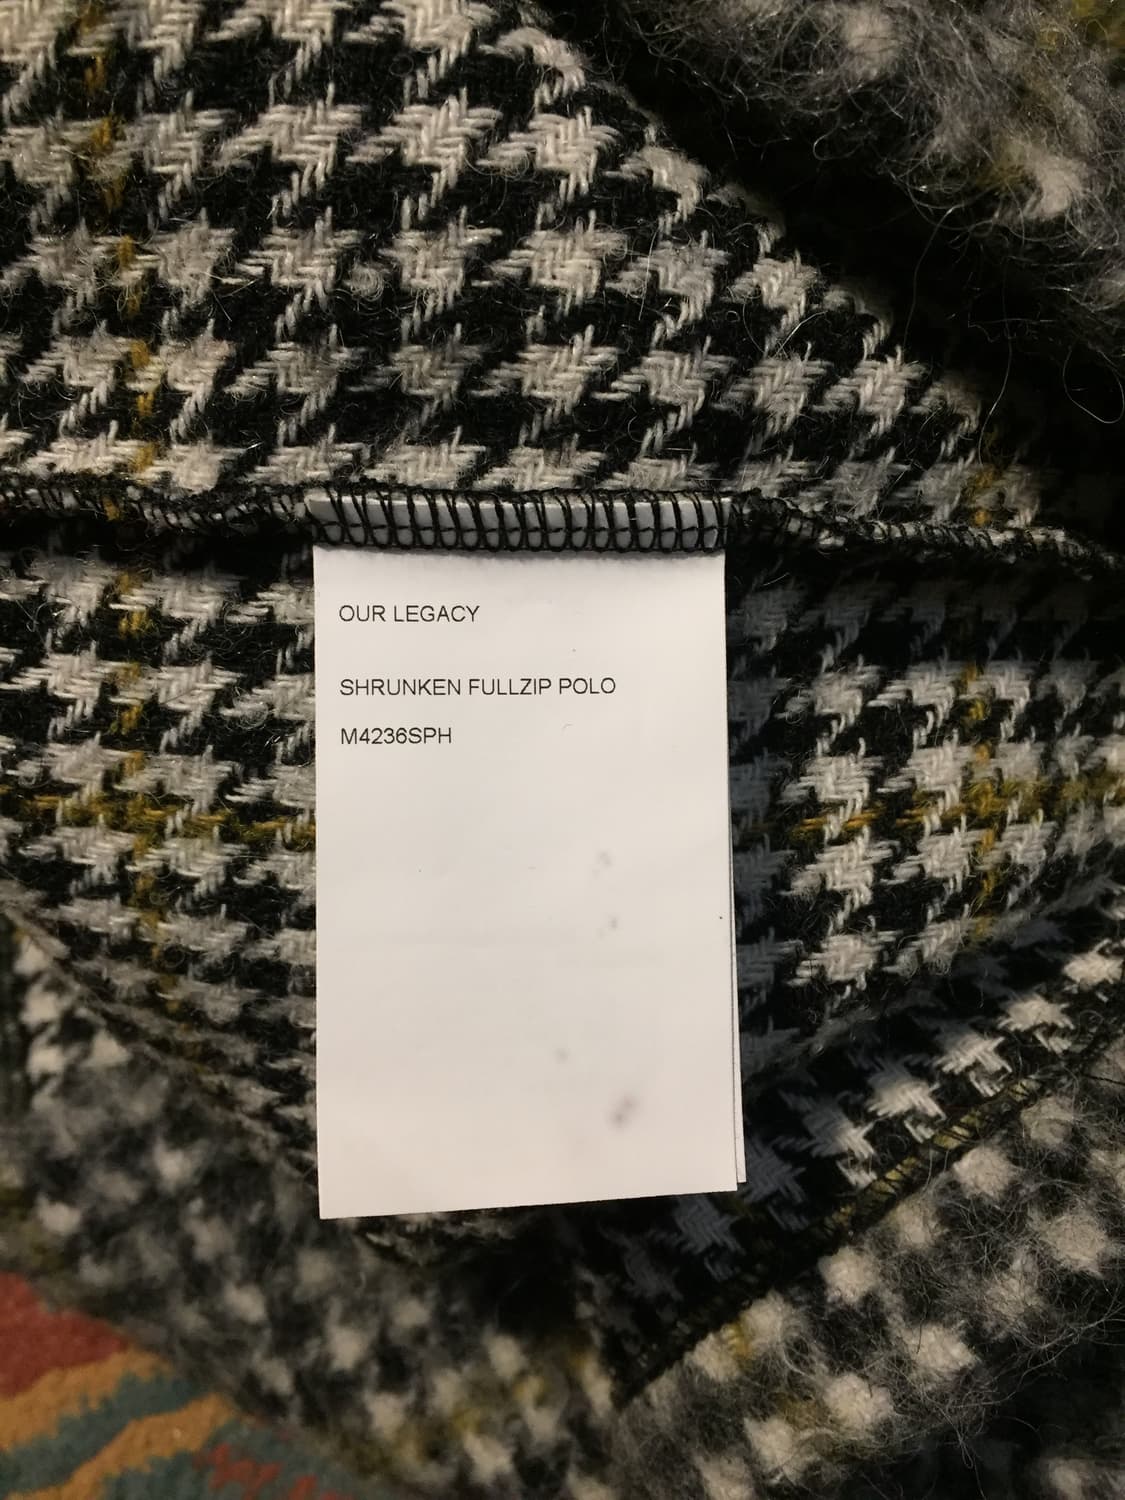 OUR LEGACY
SHRUNKEN FULLZIP POLO
M4236SPH